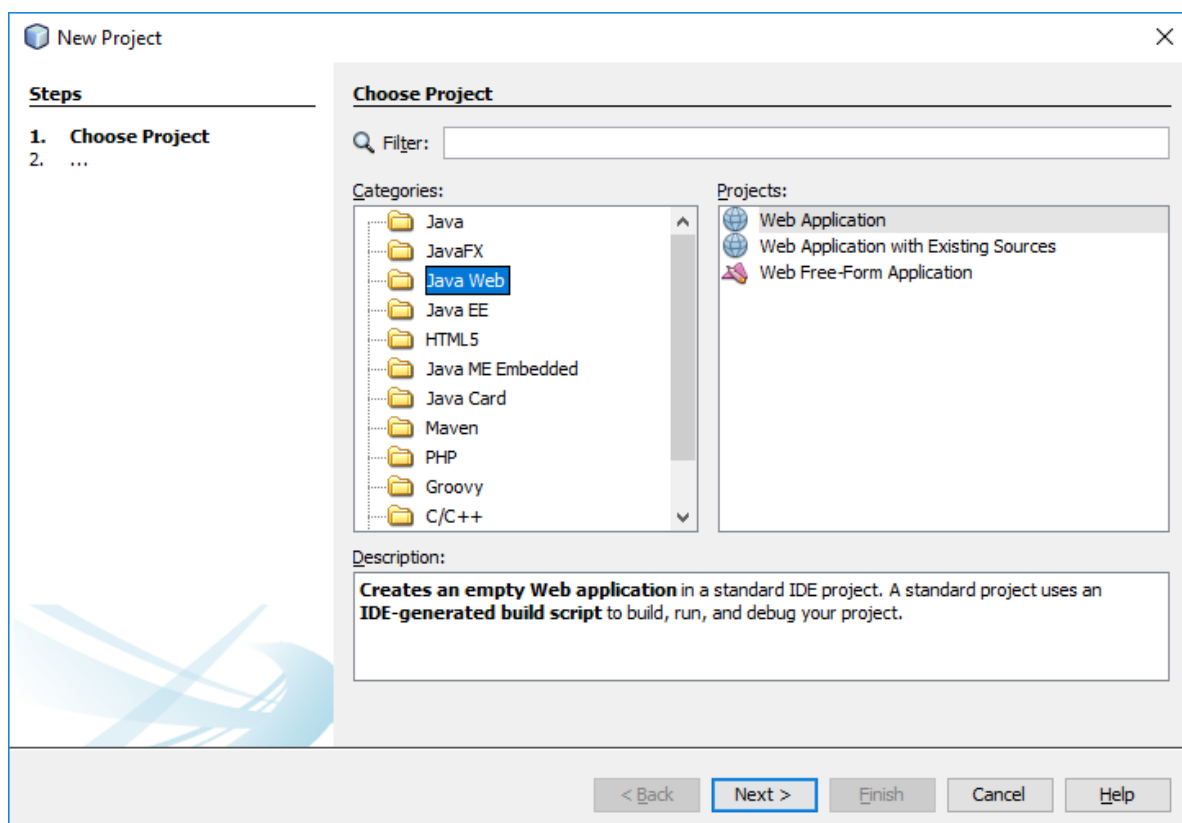 New Project
Steps
1. Choose Project
2. ...
Choose Project
Filter:
Categories:
Java
JavaFX
Java Web
Java EE
HTML5
Java ME Embedded
Java Card
Maven
PHP
Groovy
C/C++
Projects:
Web Application
Web Application with Existing Sources
Web Free-Form Application
Description:
Creates an empty Web application in a standard IDE project. A standard project uses an
IDE-generated build script to build, run, and debug your project.
< Back Next > Finish Cancel Help